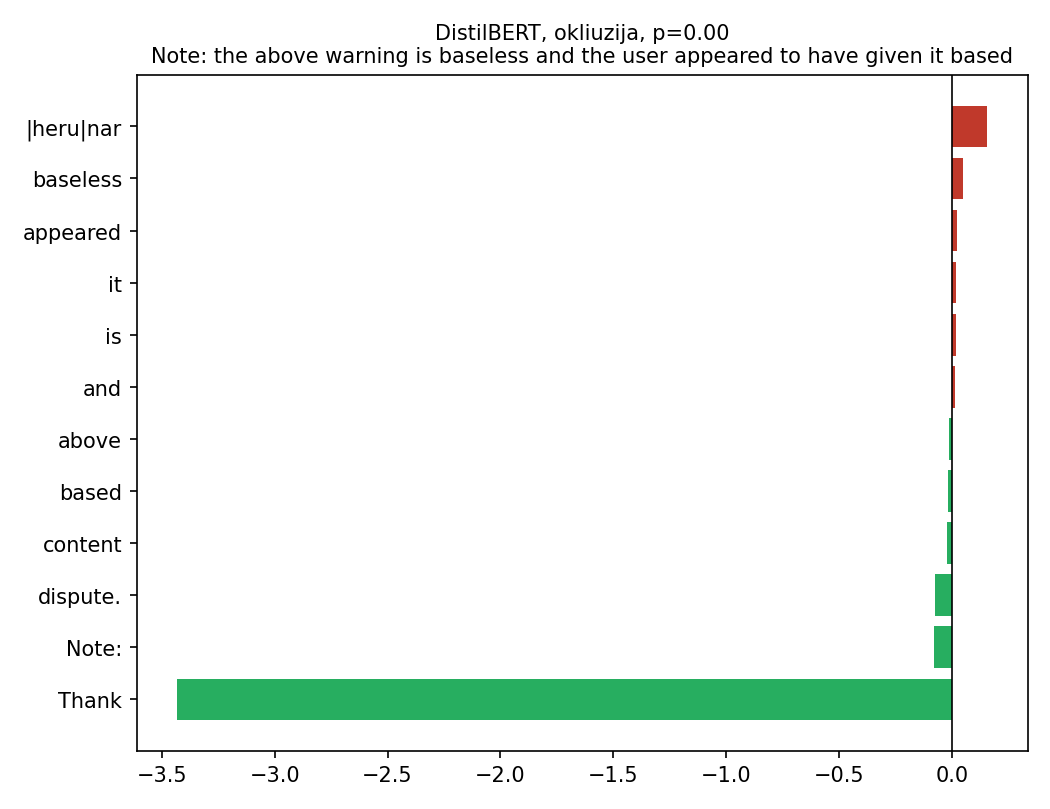 DistilBERT, okliuzija, p=0.00
Note: the above warning is baseless and the user appeared to have given it based
|heru|nar
baseless
appeared
it
is
and
above
based
content
dispute.
Note:
Thank
−3.5 −3.0 −2.5 −2.0 −1.5 −1.0 −0.5 0.0